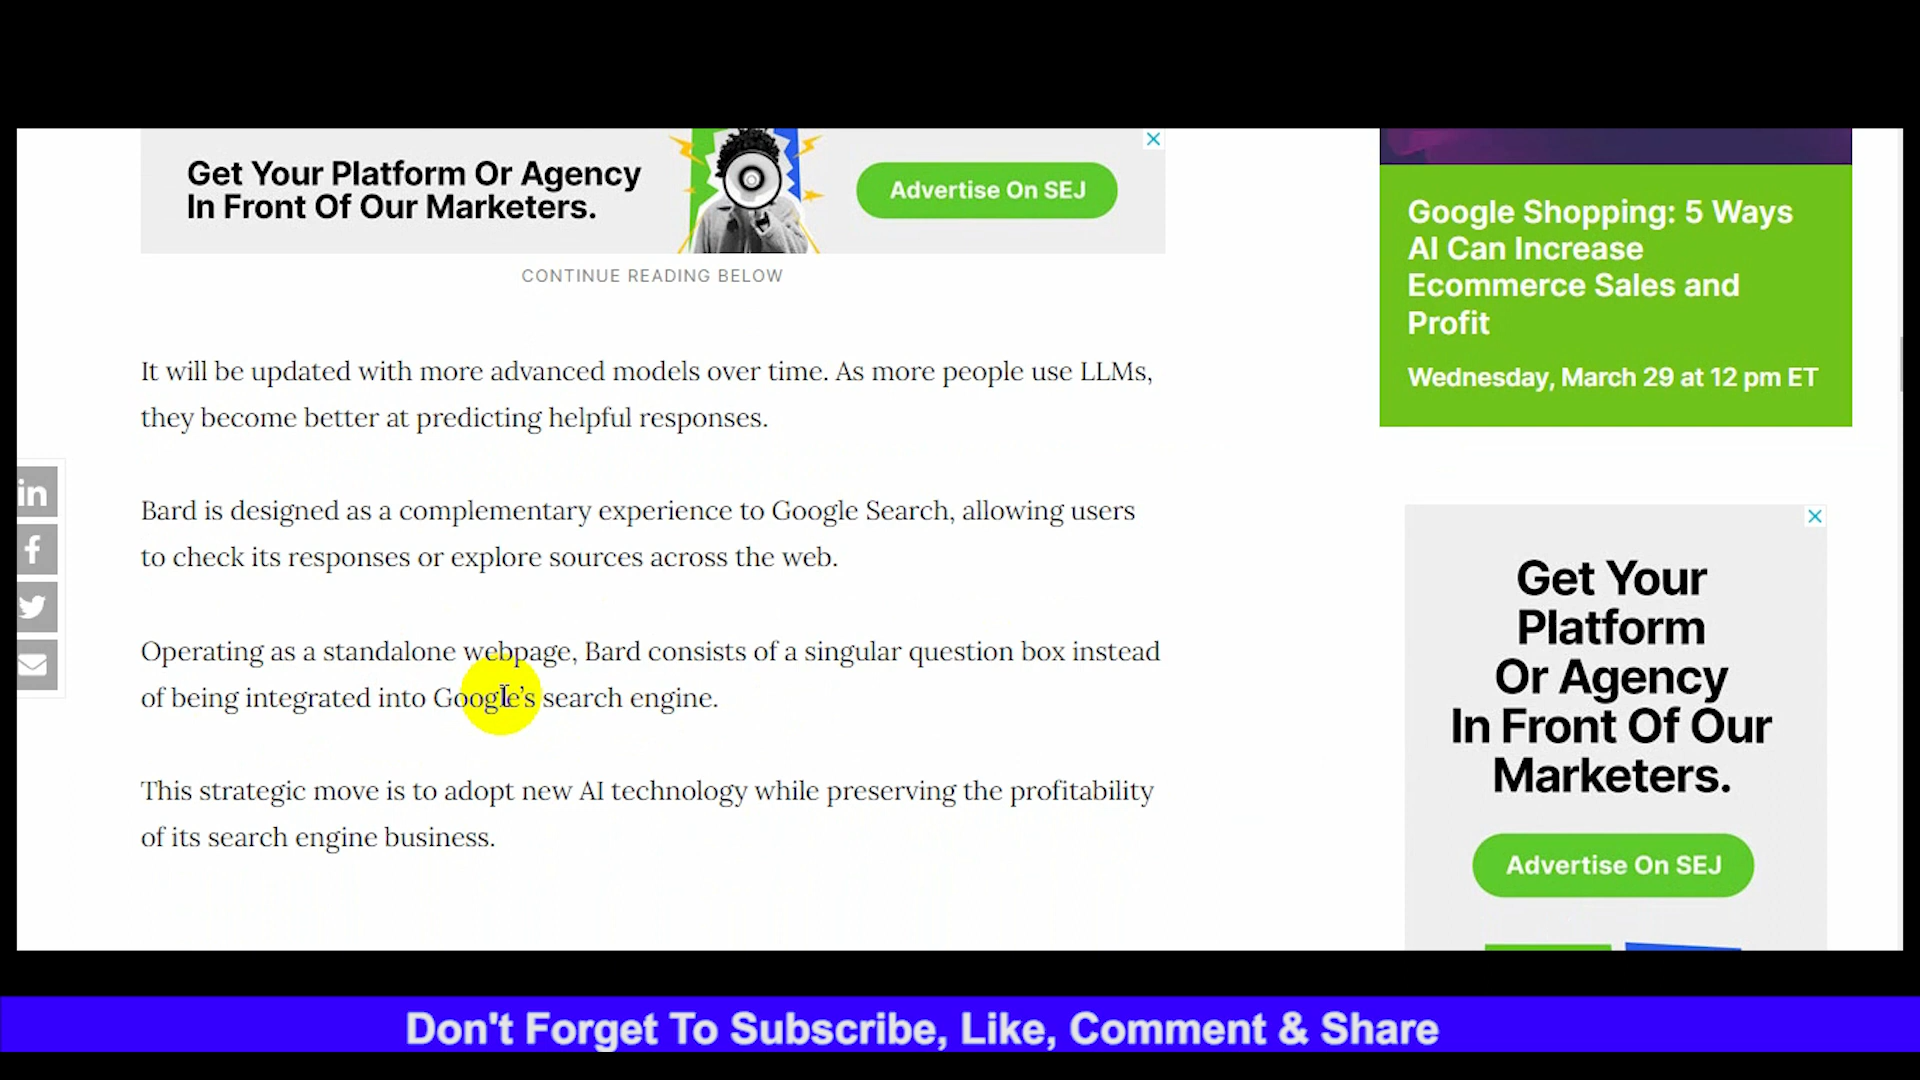 Get Your Platform Or Agency
In Front Of Our Marketers.
Advertise On SEJ
CONTINUE READING BELOW
It will be updated with more advanced models over time. As more people use LLMs,
they become better at predicting helpful responses.
Bard is designed as a complementary experience to Google Search, allowing users
to check its responses or explore sources across the web.
Operating as a standalone webpage, Bard consists of a singular question box instead
of being integrated into Google’s search engine.
This strategic move is to adopt new AI technology while preserving the profitability
of its search engine business.
in
f
Google Shopping: 5 Ways
AI Can Increase
Ecommerce Sales and
Profit
Wednesday, March 29 at 12 pm ET
Get Your
Platform
Or Agency
In Front Of Our
Marketers.
Advertise On SEJ
Don't Forget To Subscribe, Like, Comment & Share